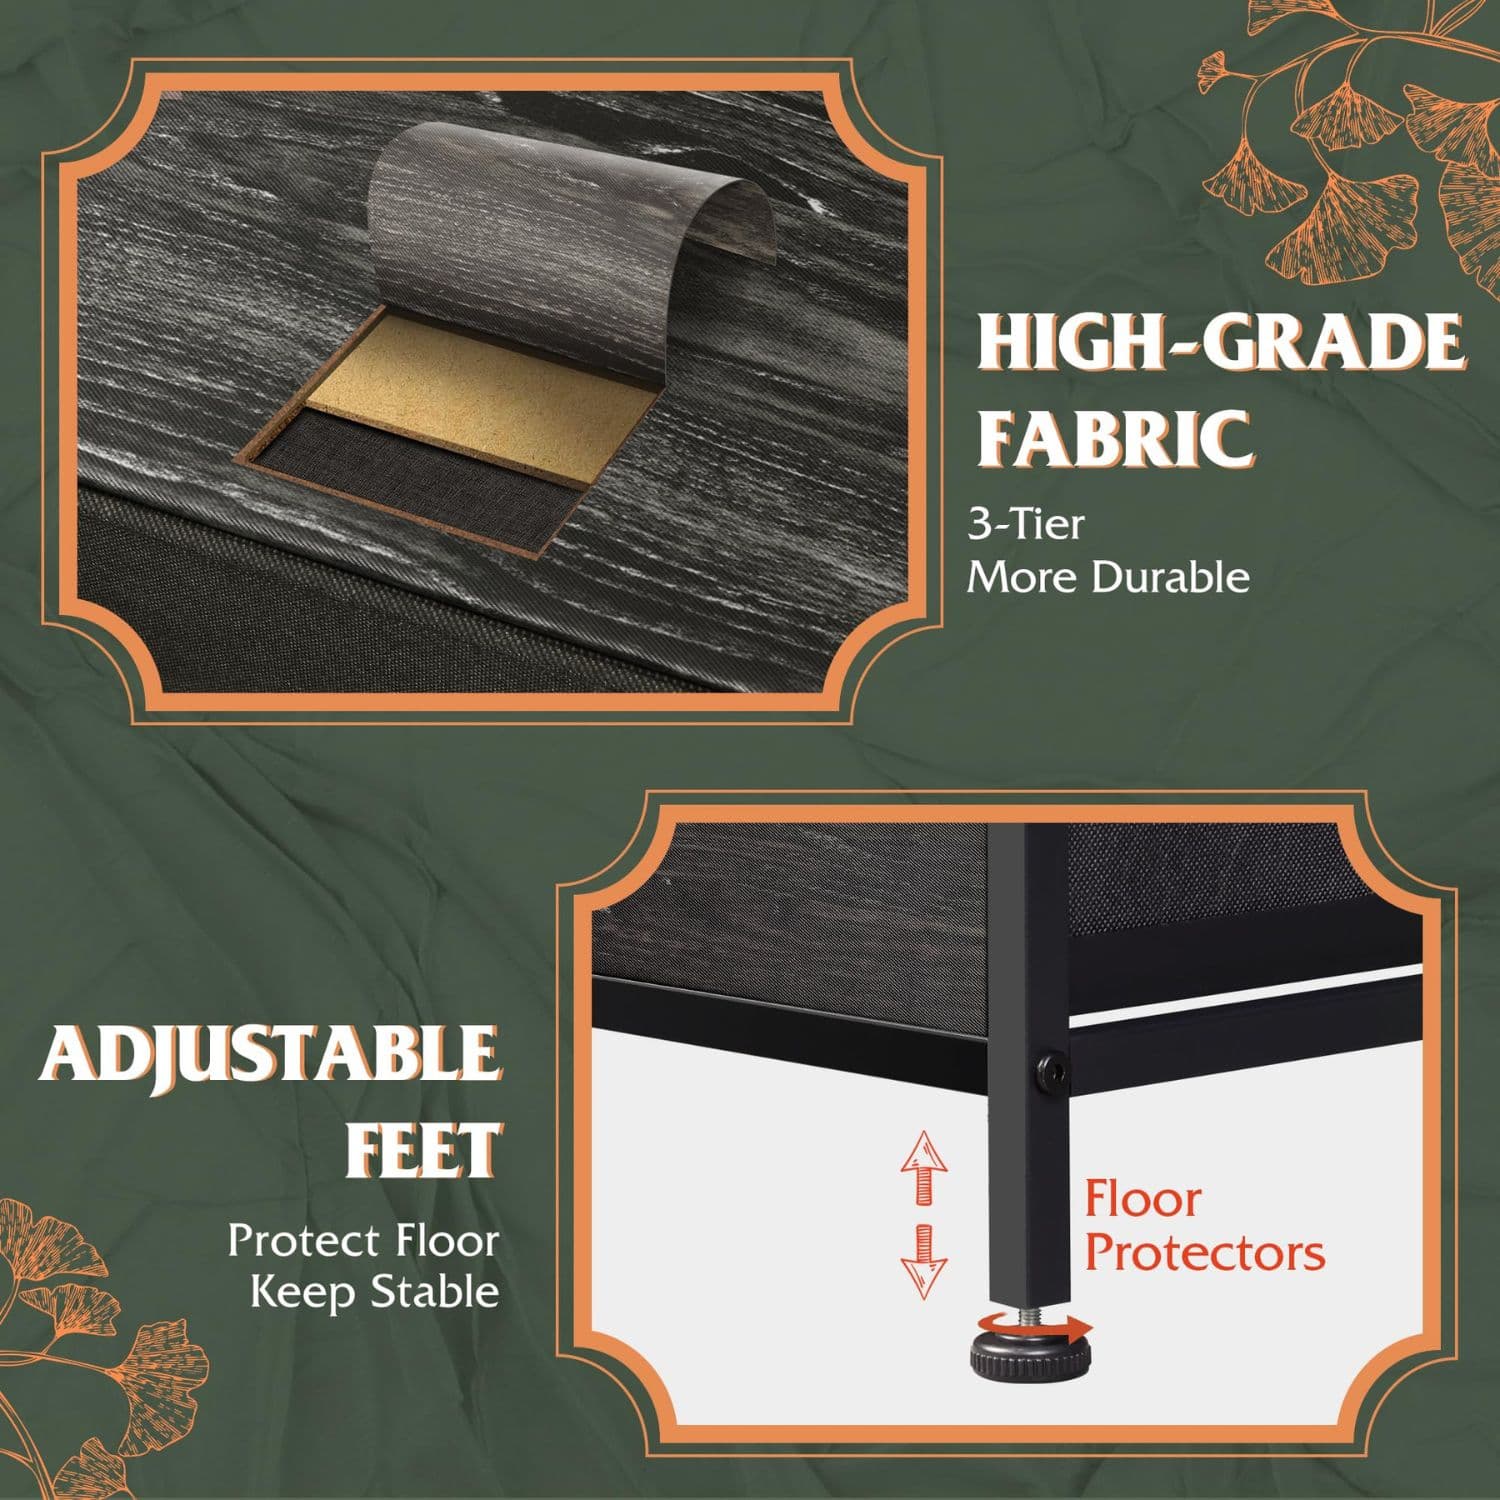 HIGH-GRADE
FABRIC
3-Tier
More Durable
ADJUSTABLE
FEET
Protect Floor
Keep Stable
Floor
Protectors